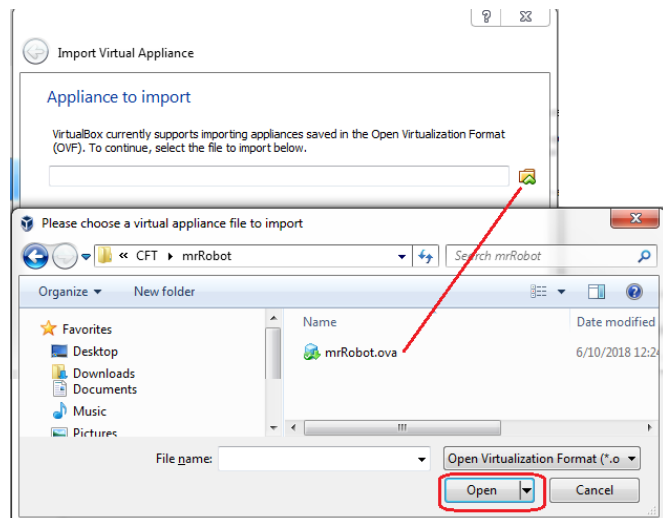 Import Virtual Appliance
Appliance to import
VirtualBox currently supports importing appliances saved in the Open Virtualization Format
(OVF). To continue, select the file to import below.
Please choose a virtual appliance file to import
« CFT ▸ mrRobot
Search mrRobot
Organize
New folder
Name
Date modified
Favorites
Desktop
Downloads
Documents
Music
Pictures
mrRobot.ova
6/10/2018 12:24
File name:
Open Virtualization Format (*.o
Open
Cancel